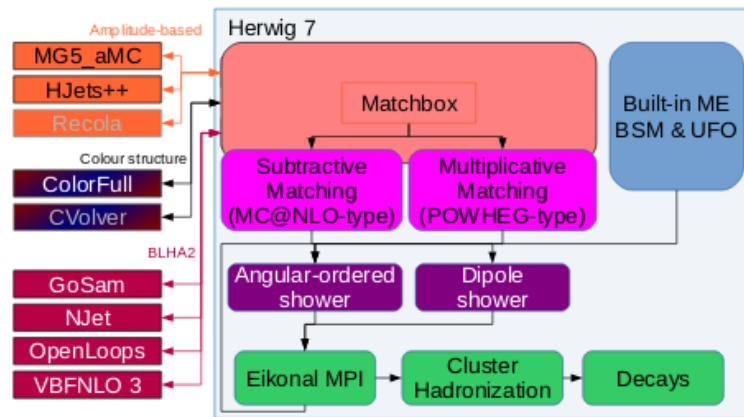 Amplitude-based
MG5_aMC
HJets++
Recola
Colour structure
ColorFull
CVolver
BLHA2
GoSam
NJet
OpenLoops
VBFNLO 3
Herwig 7
Matchbox
Subtractive
Matching
(MC@NLO-type)
Multiplicative
Matching
(POWHEG-type)
Built-in ME
BSM & UFO
Angular-ordered
shower
Dipole
shower
Eikonal MPI
Cluster
Hadronization
Decays